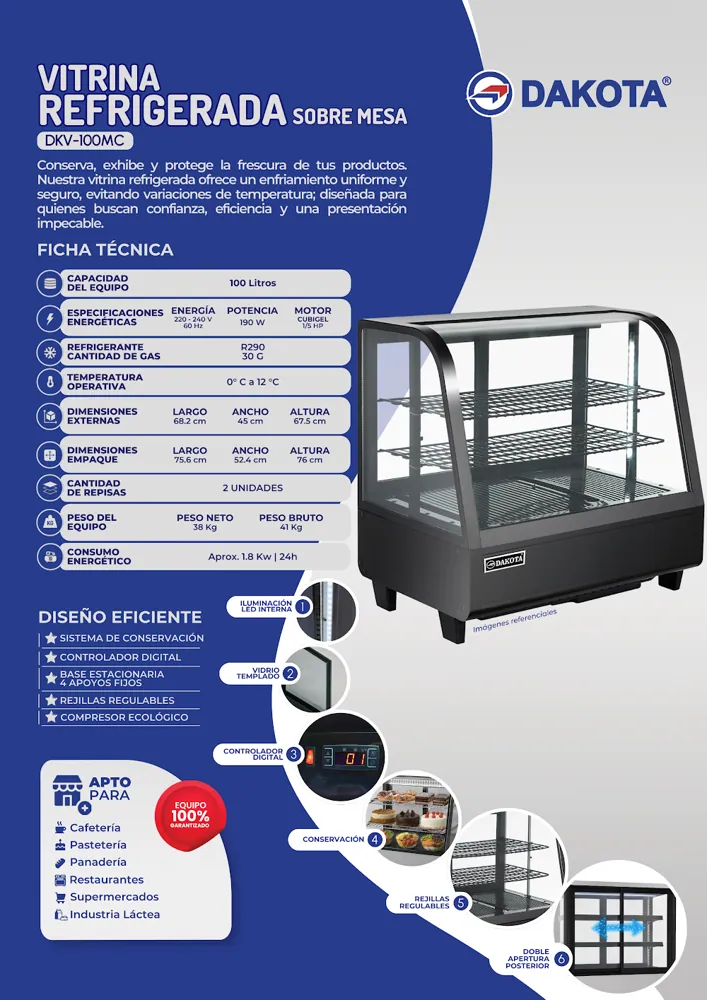 VITRINA
REFRIGERADA SOBRE MESA
DKV-100MC
DAKOTA®
Conserva, exhibe y protege la frescura de tus productos.
Nuestra vitrina refrigerada ofrece un enfriamiento uniforme y
seguro, evitando variaciones de temperatura; diseñada para
quienes buscan confianza, eficiencia y una presentación
impecable.
FICHA TÉCNICA
CAPACIDAD
DEL EQUIPO
100 Litros
ESPECIFICACIONES
ENERGÉTICAS
ENERGÍA
220 - 240 V
60 Hz
POTENCIA
190 W
MOTOR
CUBIGEL
1/5 HP
REFRIGERANTE
CANTIDAD DE GAS
R290
30 G
TEMPERATURA
OPERATIVA
0° C a 12 °C
DIMENSIONES
EXTERNAS
LARGO
68.2 cm
ANCHO
45 cm
ALTURA
67.5 cm
DIMENSIONES
EMPAQUE
LARGO
75.6 cm
ANCHO
52.4 cm
ALTURA
76 cm
CANTIDAD
DE REPISAS
2 UNIDADES
KG
PESO DEL
EQUIPO
PESO NETO
38 Kg
PESO BRUTO
41 Kg
CONSUMO
ENERGÉTICO
Aprox. 1.8 Kw | 24h
DAKOTA
Imágenes referenciales.
DISEÑO EFICIENTE
SISTEMA DE CONSERVACIÓN
CONTROLADOR DIGITAL
BASE ESTACIONARIA
4 APOYOS FIJOS
REJILLAS REGULABLES
COMPRESOR ECOLÓGICO
ILUMINACIÓN
LED INTERNA
1
VIDRIO
TEMPLADO
2
CONTROLADOR
DIGITAL
3
01
CONSERVACIÓN
4
REJILLAS
REGULABLES
5
DOBLE
APERTURA
POSTERIOR
6
APTO
PARA
EQUIPO
100%
GARANTIZADO
Cafetería
Pastetería
Panadería
Restaurantes
Supermercados
Industria Láctea